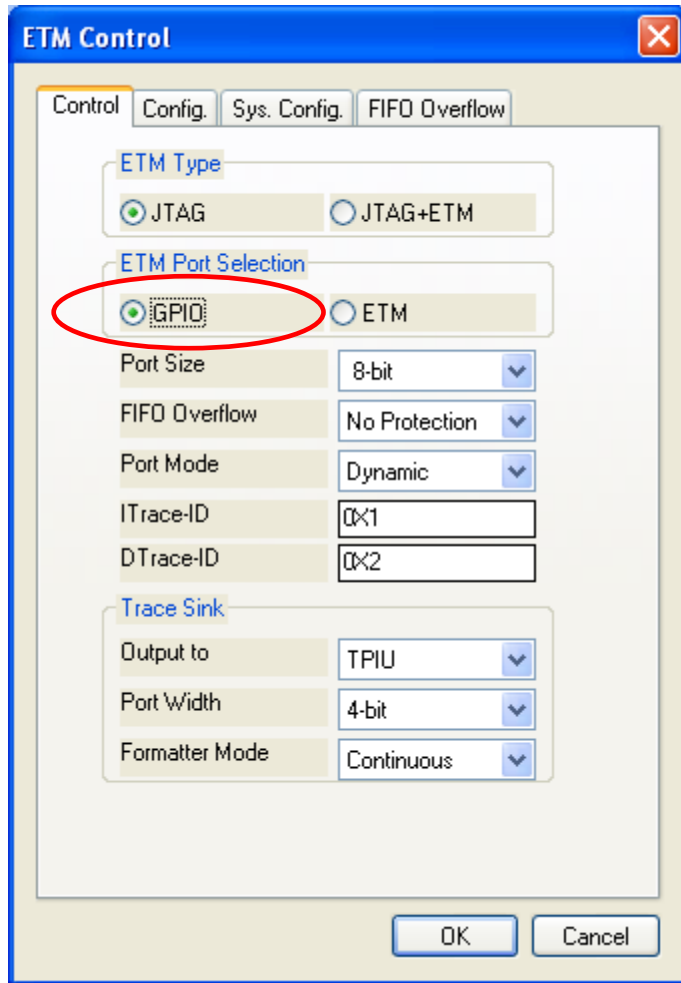 ETM Control
Control Config. Sys. Config. FIFO Overflow
ETM Type
JTAG JTAG+ETM
ETM Port Selection
GPIO ETM
Port Size 8-bit
FIFO Overflow No Protection
Port Mode Dynamic
ITrace-ID 0X1
DTrace-ID 0X2
Trace Sink
Output to TPIU
Port Width 4-bit
Formatter Mode Continuous
OK Cancel